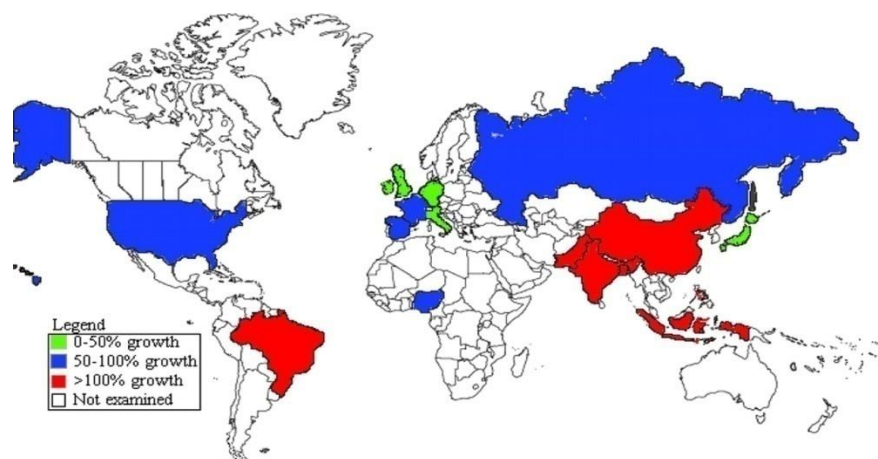 Legend
0-50% growth
50-100% growth
>100% growth
Not examined